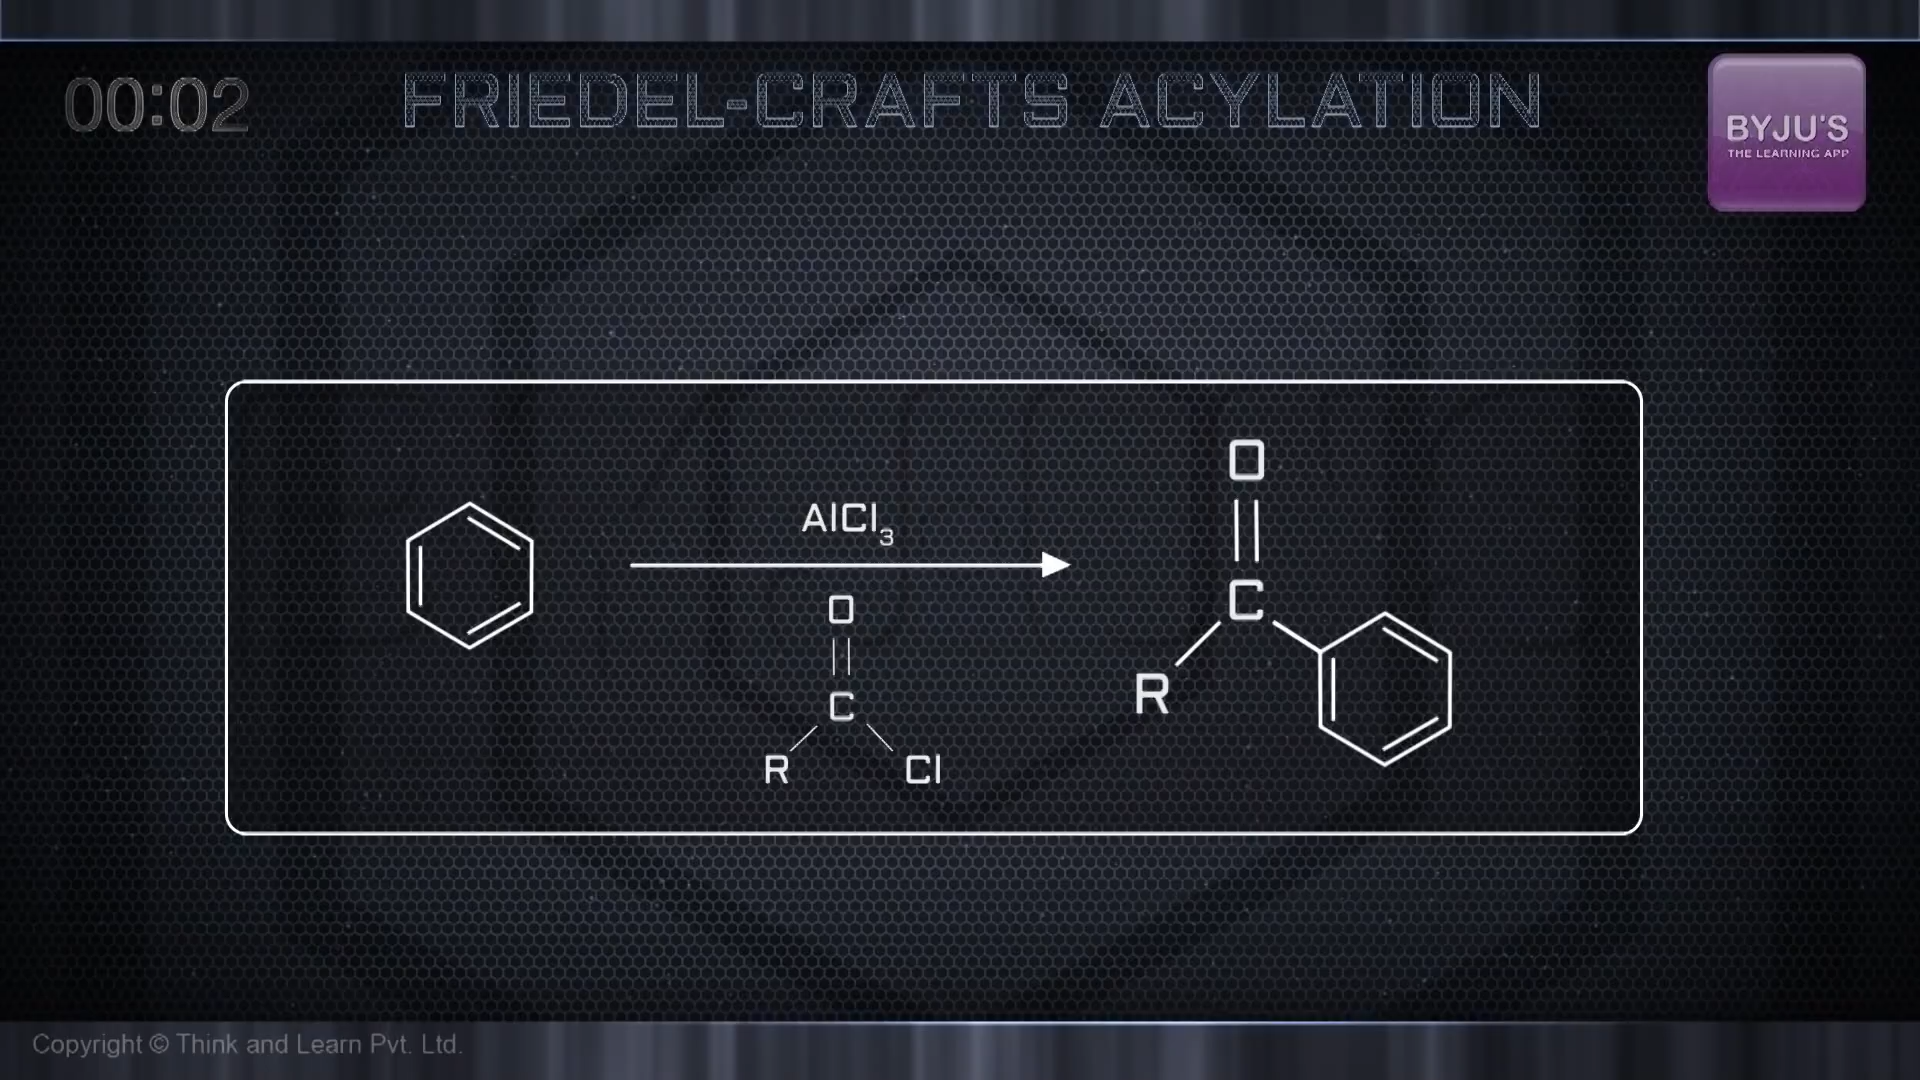 00:02
FRIEDEL-CRAFTS ACYLATION
BYJU'S
THE LEARNING APP
AlCl₃
O
C
R Cl
O
C
R
Copyright © Think and Learn Pvt. Ltd.